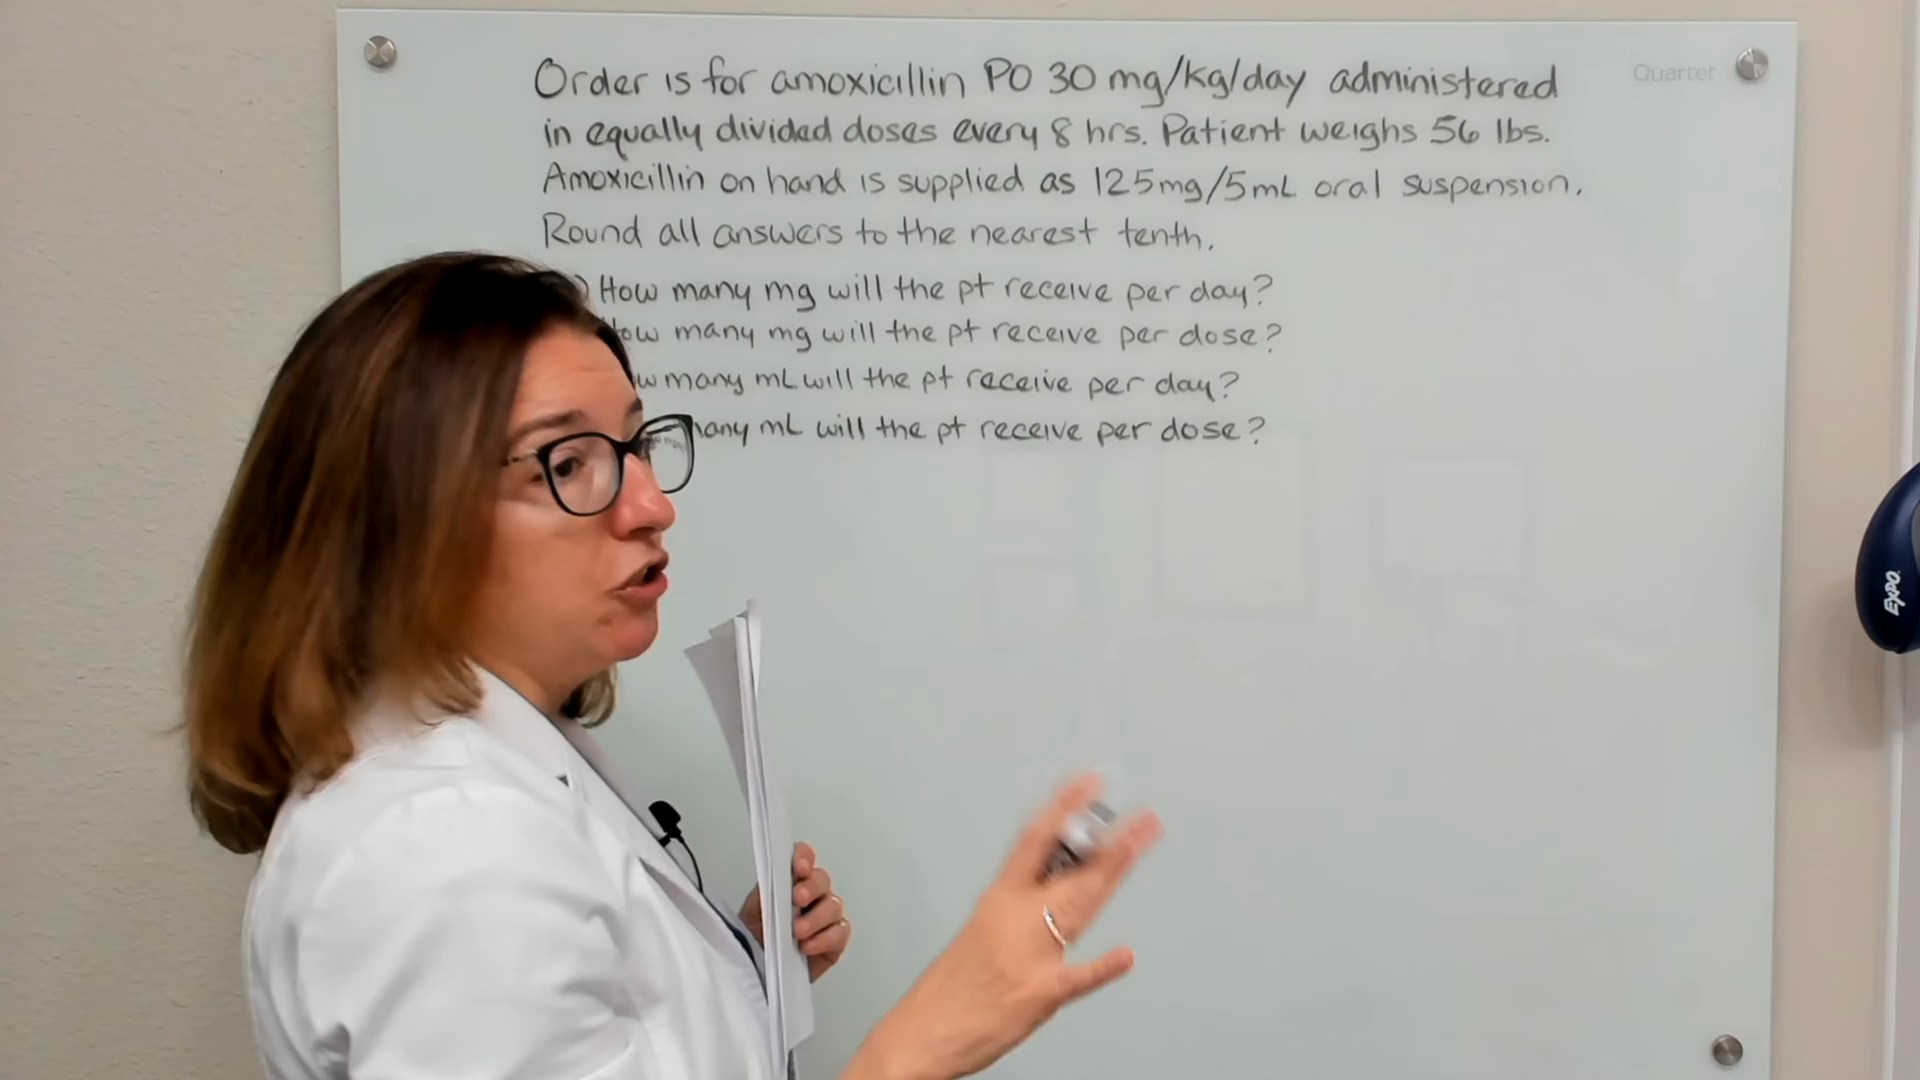 Quartet
Order is for amoxicillin PO 30 mg/kg/day administered
in equally divided doses every 8 hrs. Patient weighs 56 lbs.
Amoxicillin on hand is supplied as 125mg/5mL oral suspension.
Round all answers to the nearest tenth.
How many mg will the pt receive per day?
many mg will the pt receive per dose?
many mL will the pt receive per day?
mL will the pt receive per dose?
EXPO